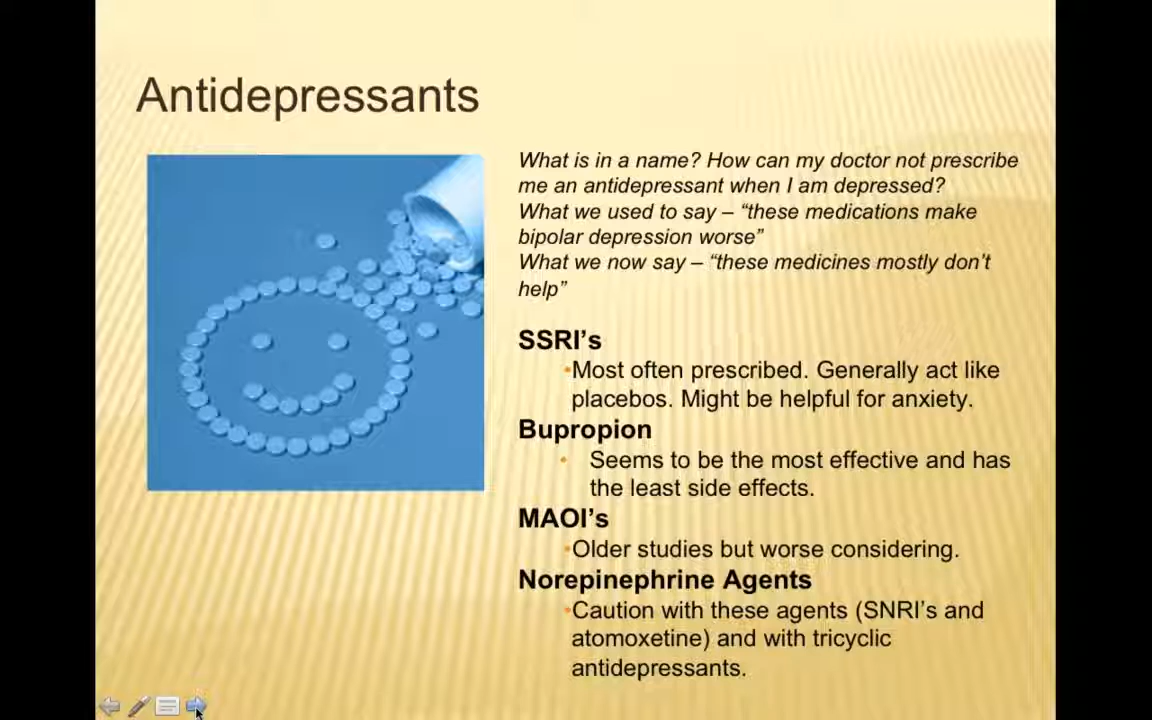 Antidepressants
What is in a name? How can my doctor not prescribe
me an antidepressant when I am depressed?
What we used to say – “these medications make
bipolar depression worse”
What we now say – “these medicines mostly don’t
help”
SSRI’s
•Most often prescribed. Generally act like
placebos. Might be helpful for anxiety.
Bupropion
• Seems to be the most effective and has
the least side effects.
MAOI’s
•Older studies but worse considering.
Norepinephrine Agents
•Caution with these agents (SNRI’s and
atomoxetine) and with tricyclic
antidepressants.